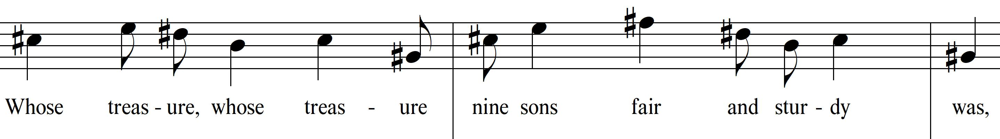 Whose treas - ure, whose treas - ure nine sons fair and stur - dy was,